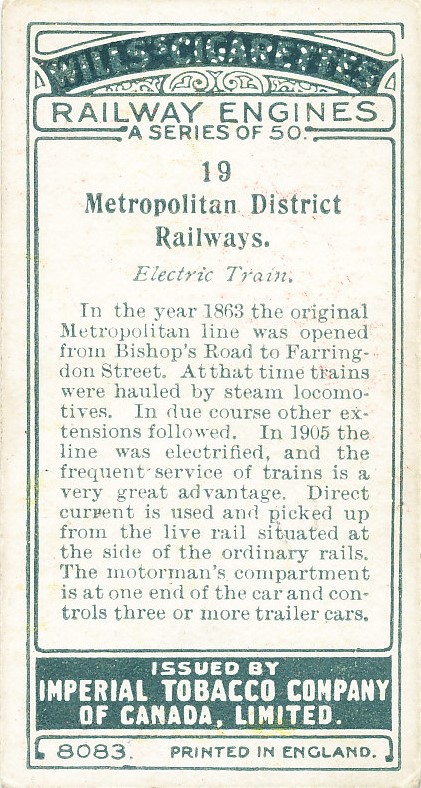 WILLS'S CIGARETTES
RAILWAY ENGINES
A SERIES OF 50.
19
Metropolitan District
Railways.
Electric Train.
In the year 1863 the original
Metropolitan line was opened
from Bishop's Road to Farring-
don Street. At that time trains
were hauled by steam locomo-
tives. In due course other ex-
tensions followed. In 1905 the
line was electrified, and the
frequent service of trains is a
very great advantage. Direct
current is used and picked up
from the live rail situated at
the side of the ordinary rails.
The motorman's compartment
is at one end of the car and con-
trols three or more trailer cars.
ISSUED BY
IMPERIAL TOBACCO COMPANY
OF CANADA, LIMITED.
8083. PRINTED IN ENGLAND.